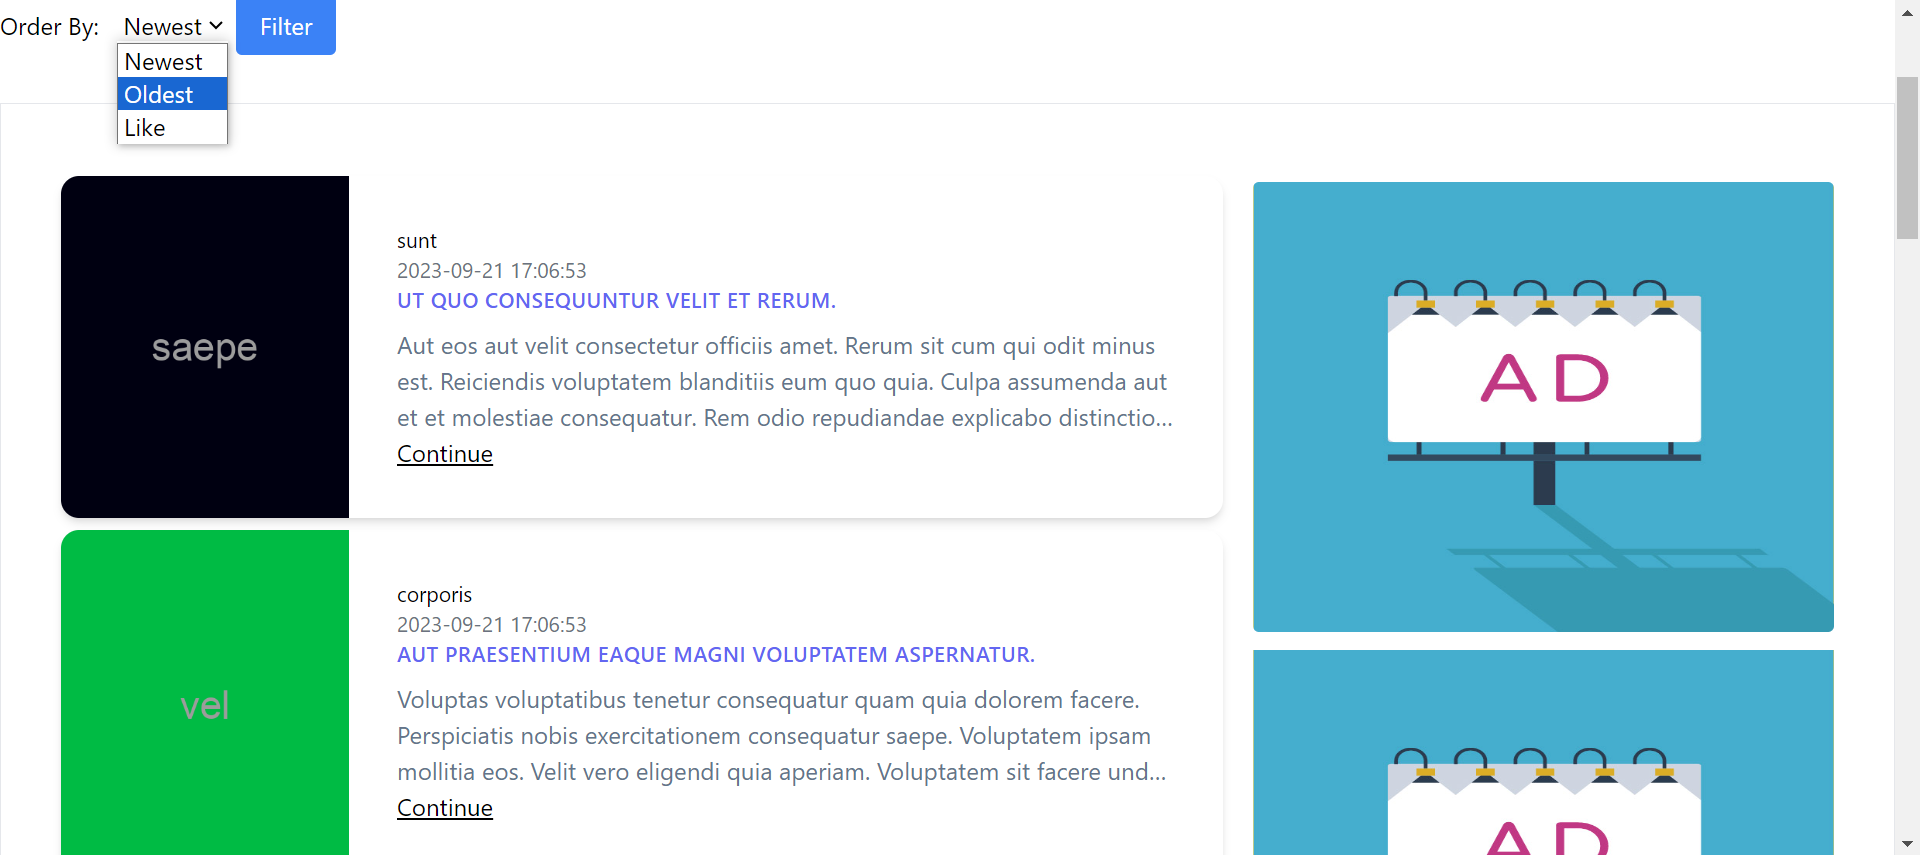 Order By: Newest Filter
Newest
Oldest
Like
saepe
sunt
2023-09-21 17:06:53
UT QUO CONSEQUUNTUR VELIT ET RERUM.
Aut eos aut velit consectetur officiis amet. Rerum sit cum qui odit minus
est. Reiciendis voluptatem blanditiis eum quo quia. Culpa assumenda aut
et et molestiae consequatur. Rem odio repudiandae explicabo distinctio...
Continue
AD
vel
corporis
2023-09-21 17:06:53
AUT PRAESENTIUM EAQUE MAGNI VOLUPTATEM ASPERNATUR.
Voluptas voluptatibus tenetur consequatur quam quia dolorem facere.
Perspiciatis nobis exercitationem consequatur saepe. Voluptatem ipsam
mollitia eos. Velit vero eligendi quia aperiam. Voluptatem sit facere und...
Continue
AD